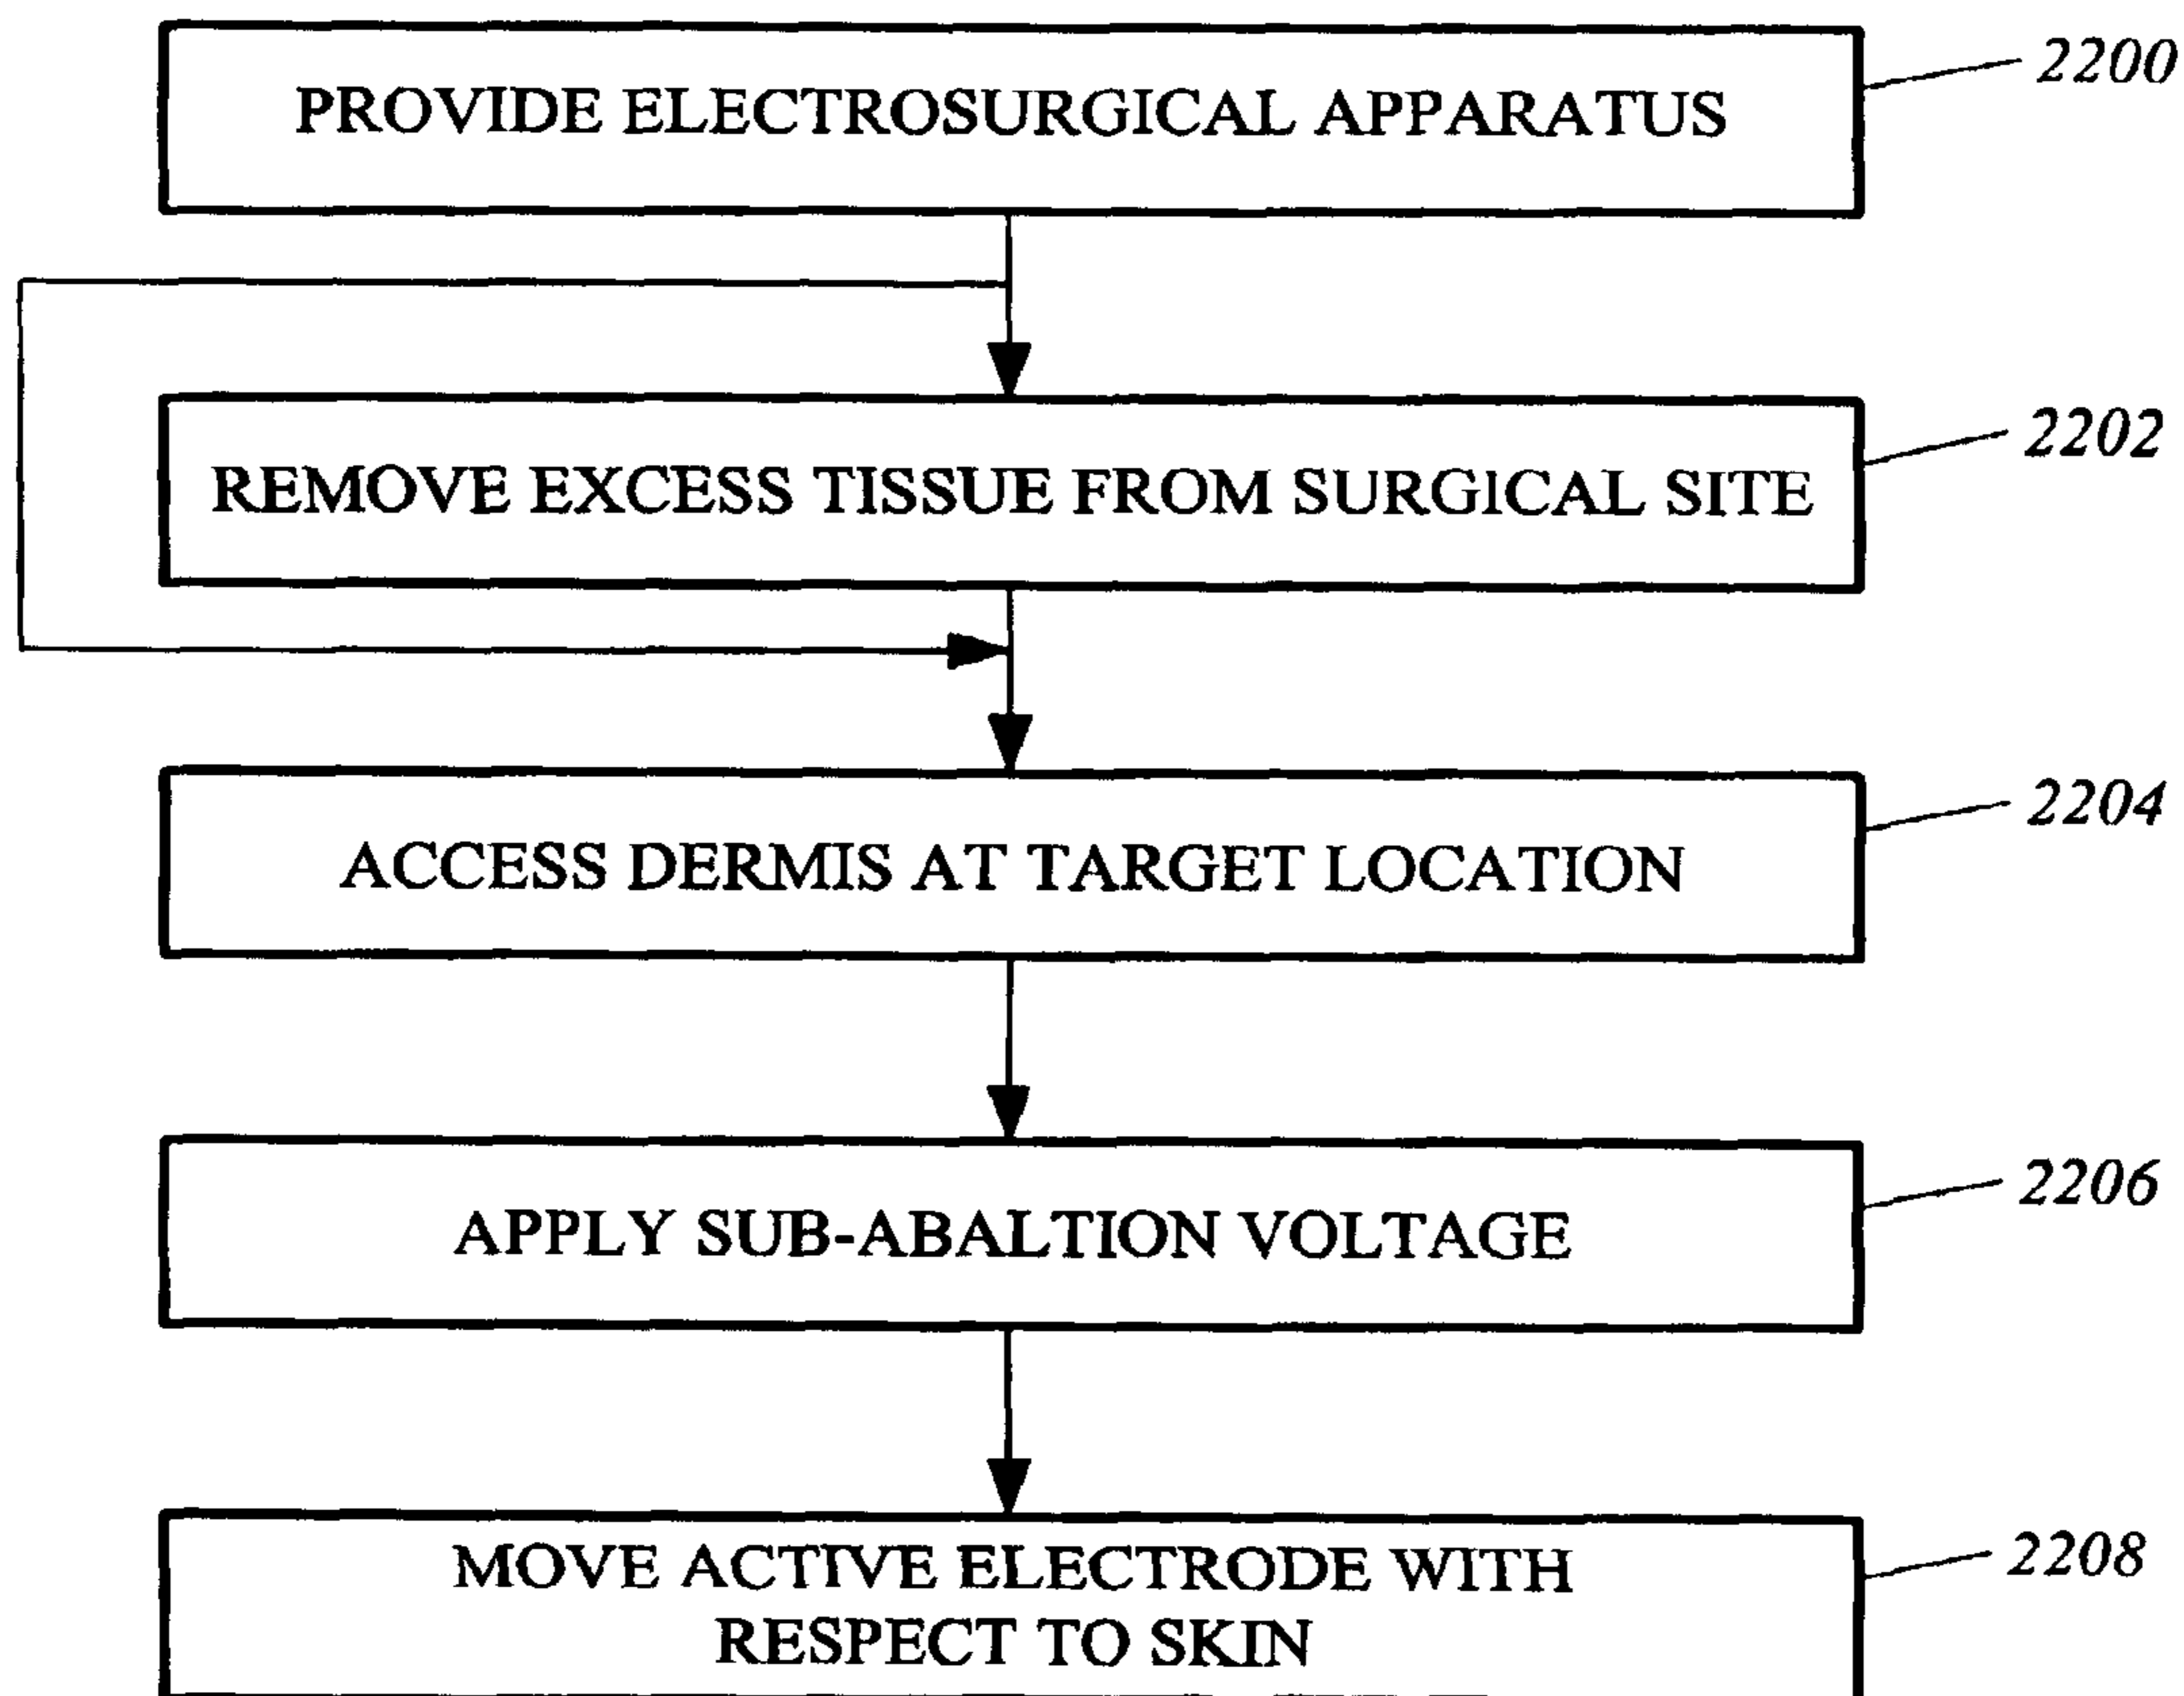 PROVIDE ELECTROSURGICAL APPARATUS
2200
REMOVE EXCESS TISSUE FROM SURGICAL SITE
2202
ACCESS DERMIS AT TARGET LOCATION
2204
APPLY SUB-ABALTION VOLTAGE
2206
MOVE ACTIVE ELECTRODE WITH
RESPECT TO SKIN
2208